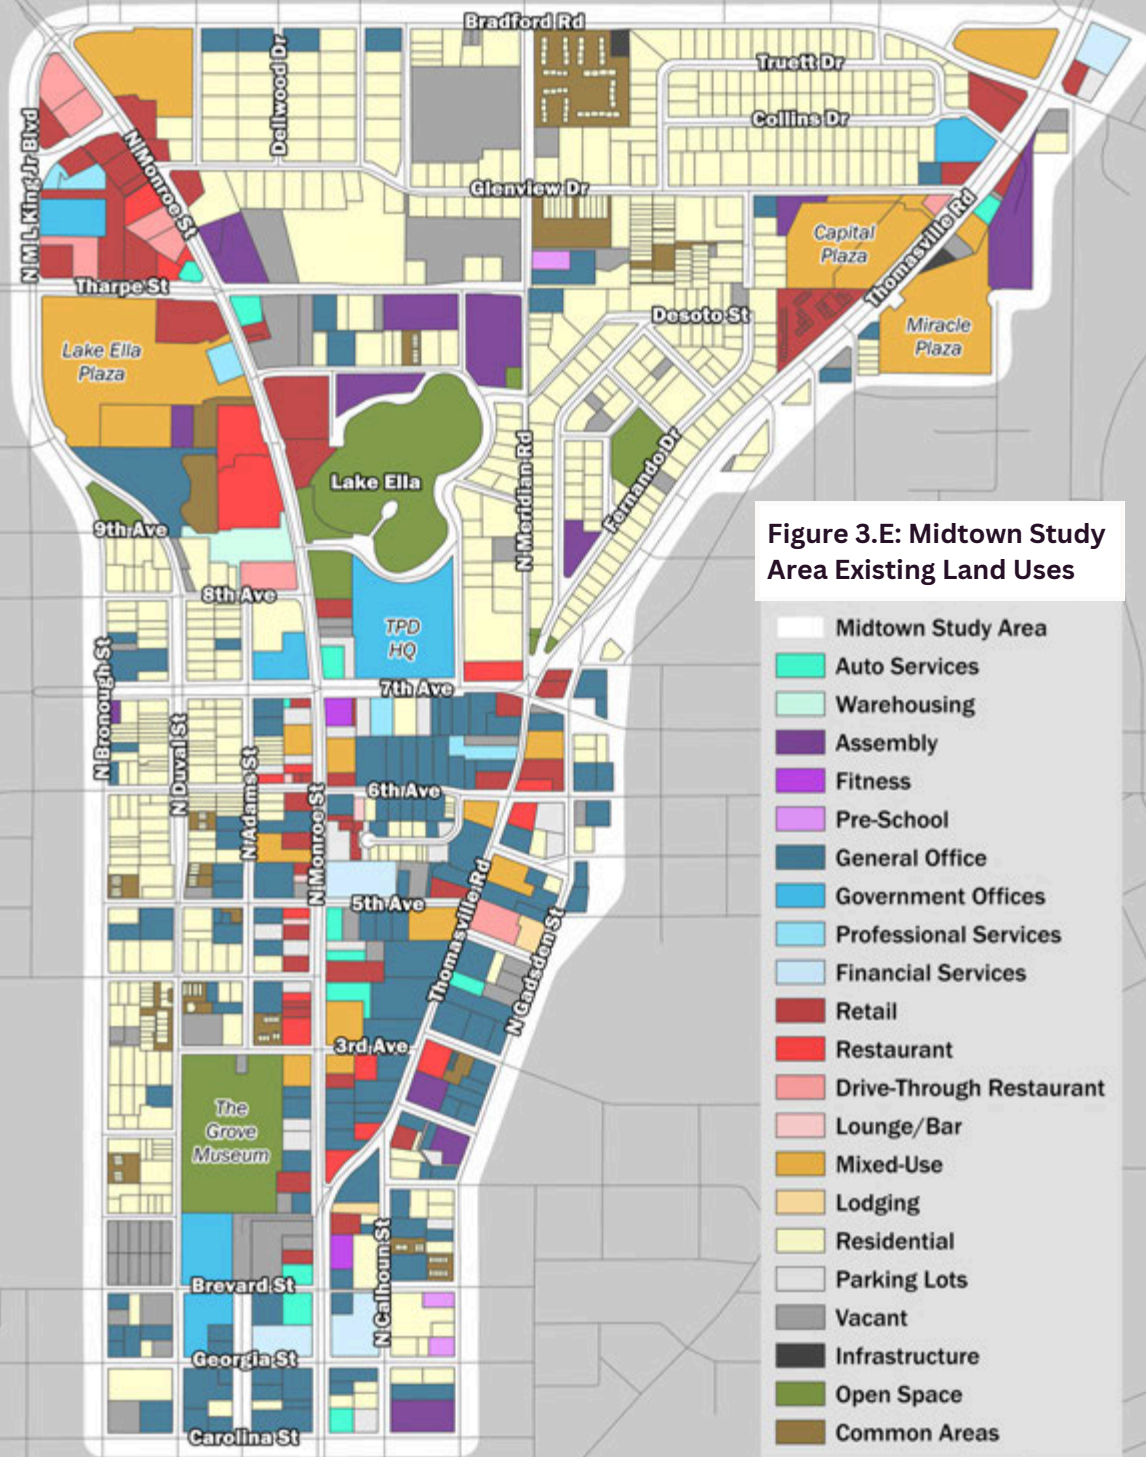 Bradford Rd
Truett Dr
Dellwood Dr
Collins Dr
N M L King Jr Blvd
N Monroe St
Glenview Dr
Capital
Plaza
Thomasville Rd
Tharpe St
Desoto St
Lake Ella
Plaza
Miracle
Plaza
Lake Ella
N Meridian Rd
Fernando Dr
9th Ave
8th Ave
TPD
HQ
7th Ave
N Bronough St
N Duval St
N Adams St
N Monroe St
6th Ave
5th Ave
Thomasville Rd
N Gadsden St
3rd Ave
The
Grove
Museum
N Calhoun St
Brevard St
Georgia St
Carolina St
Figure 3.E: Midtown Study
Area Existing Land Uses
Midtown Study Area
Auto Services
Warehousing
Assembly
Fitness
Pre-School
General Office
Government Offices
Professional Services
Financial Services
Retail
Restaurant
Drive-Through Restaurant
Lounge/Bar
Mixed-Use
Lodging
Residential
Parking Lots
Vacant
Infrastructure
Open Space
Common Areas